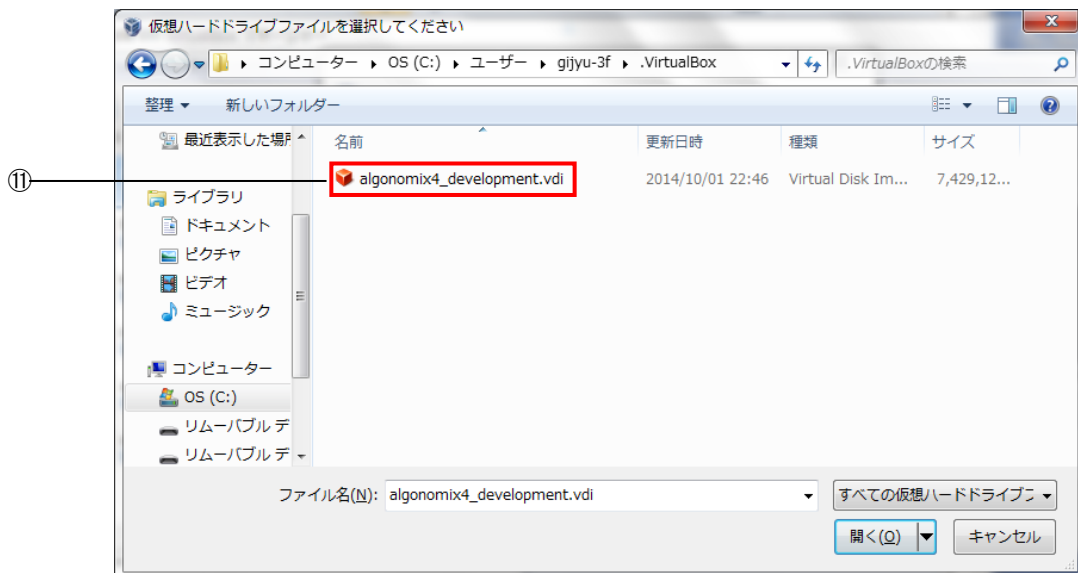 仮想ハードドライブファイルを選択してください
コンピューター ▸ OS (C:) ▸ ユーザー ▸ gijyu-3f ▸ .VirtualBox
.VirtualBoxの検索
整理 新しいフォルダー
最近表示した場所
名前 更新日時 種類 サイズ
⑪
algonomix4_development.vdi 2014/10/01 22:46 Virtual Disk Im... 7,429,12...
ライブラリ
ドキュメント
ピクチャ
ビデオ
ミュージック
コンピューター
OS (C:)
リムーバブル デ
リムーバブル デ
ファイル名(N): algonomix4_development.vdi
すべての仮想ハードドライブフ
開く(O) キャンセル